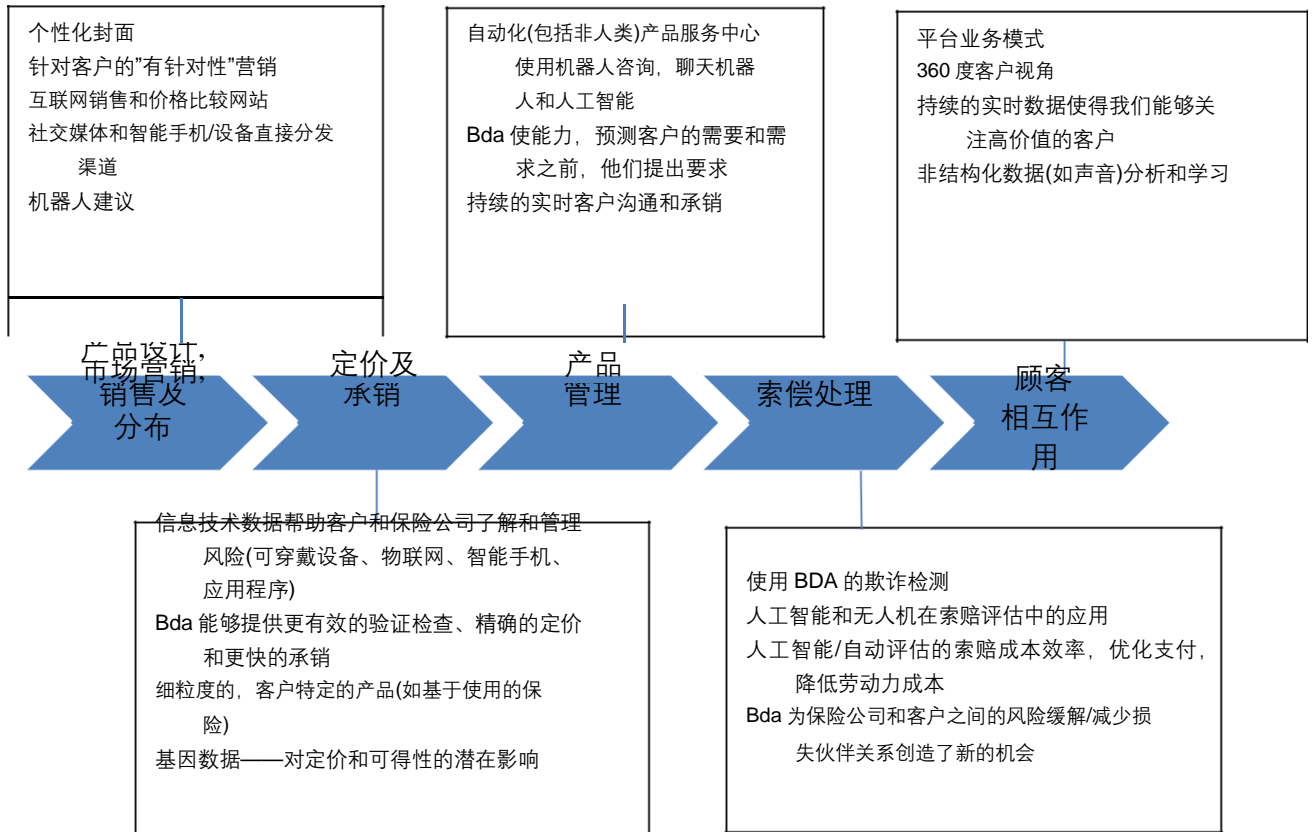 个性化封面
针对客户的”有针对性”营销
互联网销售和价格比较网站
社交媒体和智能手机/设备直接分发
渠道
机器人建议
自动化(包括非人类)产品服务中心
使用机器人咨询，聊天机器
人和人工智能
Bda 使能力，预测客户的需要和需
求之前，他们提出要求
持续的实时客户沟通和承销
平台业务模式
360 度客户视角
持续的实时数据使得我们能够关
注高价值的客户
非结构化数据(如声音)分析和学习
产品设计,
市场营销,
销售及
分布
定价及
承销
产品
管理
索偿处理
顾客
相互作
用
信息技术数据帮助客户和保险公司了解和管理
风险(可穿戴设备、物联网、智能手机、
应用程序)
Bda 能够提供更有效的验证检查、精确的定价
和更快的承销
细粒度的，客户特定的产品(如基于使用的保
险)
基因数据——对定价和可得性的潜在影响
使用 BDA 的欺诈检测
人工智能和无人机在索赔评估中的应用
人工智能/自动评估的索赔成本效率，优化支付，
降低劳动力成本
Bda 为保险公司和客户之间的风险缓解/减少损
失伙伴关系创造了新的机会